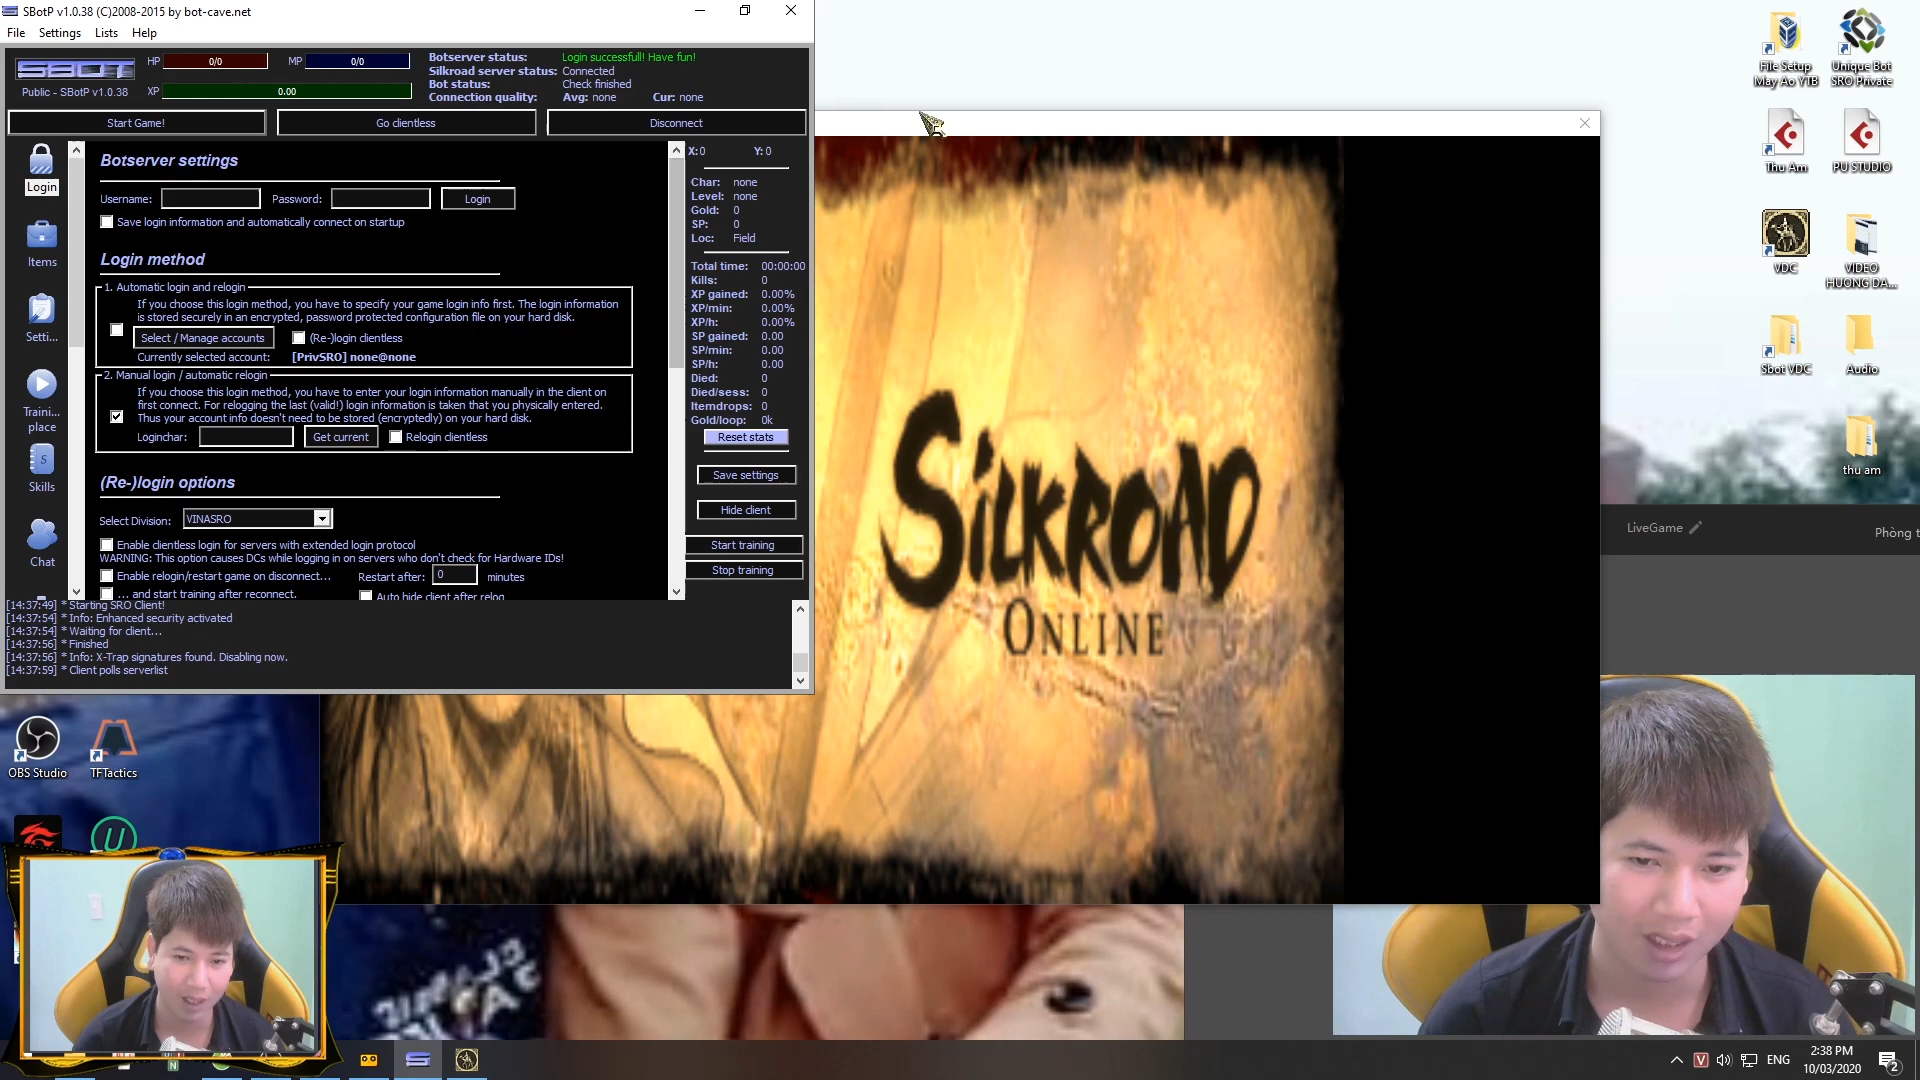 SBotP v1.0.38 (C)2008-2015 by bot-cave.net
File Settings Lists Help
SBOT
Public - SBotP v1.0.38
HP 0/0 MP 0/0
XP 0.00
Botserver status: Login successfull! Have fun!
Silkroad server status: Connected
Bot status: Check finished
Connection quality: Avg: none Cur: none
Start Game! Go clientless Disconnect
Login
Items
Setti...
Traini...
place
Skills
Chat
Botserver settings
Username: Password: Login
Save login information and automatically connect on startup
Login method
1. Automatic login and relogin
If you choose this login method, you have to specify your game login info first. The login information
is stored securely in an encrypted, password protected configuration file on your hard disk.
Select / Manage accounts (Re-)login clientless
Currently selected account: [PrivSRO] none@none
2. Manual login / automatic relogin
If you choose this login method, you have to enter your login information manually in the client on
first connect. For relogging the last (valid!) login information is taken that you physically entered.
Thus your account info doesn't need to be stored (encryptedly) on your hard disk.
Loginchar: Get current Relogin clientless
(Re-)login options
Select Division: VINASRO
Enable clientless login for servers with extended login protocol
WARNING: This option causes DCs while logging in on servers who don't check for Hardware IDs!
Enable relogin/restart game on disconnect... Restart after: 0 minutes
... and start training after reconnect. Auto hide client after relog
X: 0 Y: 0
Char: none
Level: none
Gold: 0
SP: 0
Loc: Field
Total time: 00:00:00
Kills: 0
XP gained: 0.00%
XP/min: 0.00%
XP/h: 0.00%
SP gained: 0.00
SP/min: 0.00
SP/h: 0.00
Died: 0
Died/sess: 0
Itemdrops: 0
Gold/loop: 0k
Reset stats
Save settings
Hide client
Start training
Stop training
[14:37:49] * Starting SRO Client!
[14:37:54] * Info: Enhanced security activated
[14:37:54] * Waiting for client...
[14:37:56] * Finished
[14:37:56] * Info: X-Trap signatures found. Disabling now.
[14:37:59] * Client polls serverlist
SILKROAD
ONLINE
File Setup
May Ao YTB
Unique Bot
SRO Private
Thu Am
PU STUDIO
VDC
VIDEO
HUONG DA...
Sbot VDC
Audio
thu am
LiveGame
Phòng t
OBS Studio
TFTactics
ENG
2:38 PM
10/03/2020
2